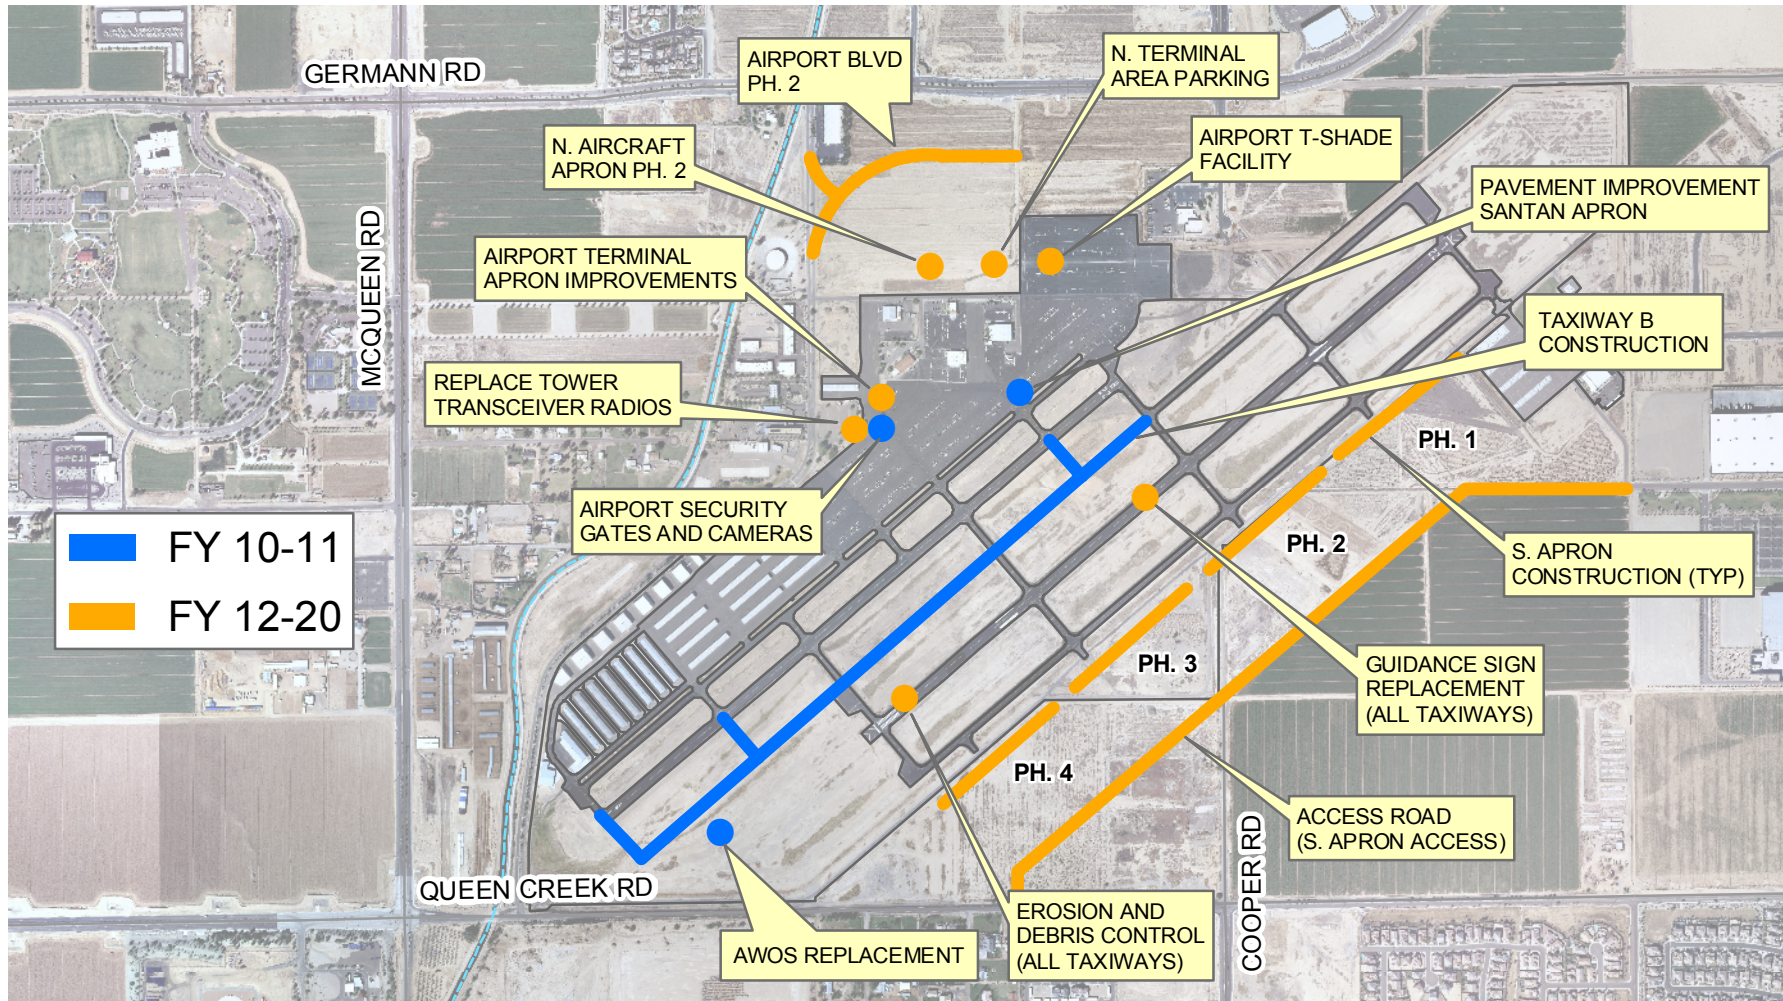 GERMANN RD
AIRPORT BLVD
PH. 2
N. TERMINAL
AREA PARKING
N. AIRCRAFT
APRON PH. 2
AIRPORT T-SHADE
FACILITY
PAVEMENT IMPROVEMENT
SANTAN APRON
MCQUEEN RD
AIRPORT TERMINAL
APRON IMPROVEMENTS
TAXIWAY B
CONSTRUCTION
REPLACE TOWER
TRANSCEIVER RADIOS
PH. 1
AIRPORT SECURITY
GATES AND CAMERAS
FY 10-11
FY 12-20
PH. 2
S. APRON
CONSTRUCTION (TYP)
PH. 3
GUIDANCE SIGN
REPLACEMENT
(ALL TAXIWAYS)
PH. 4
ACCESS ROAD
(S. APRON ACCESS)
QUEEN CREEK RD
COOPER RD
EROSION AND
DEBRIS CONTROL
(ALL TAXIWAYS)
AWOS REPLACEMENT